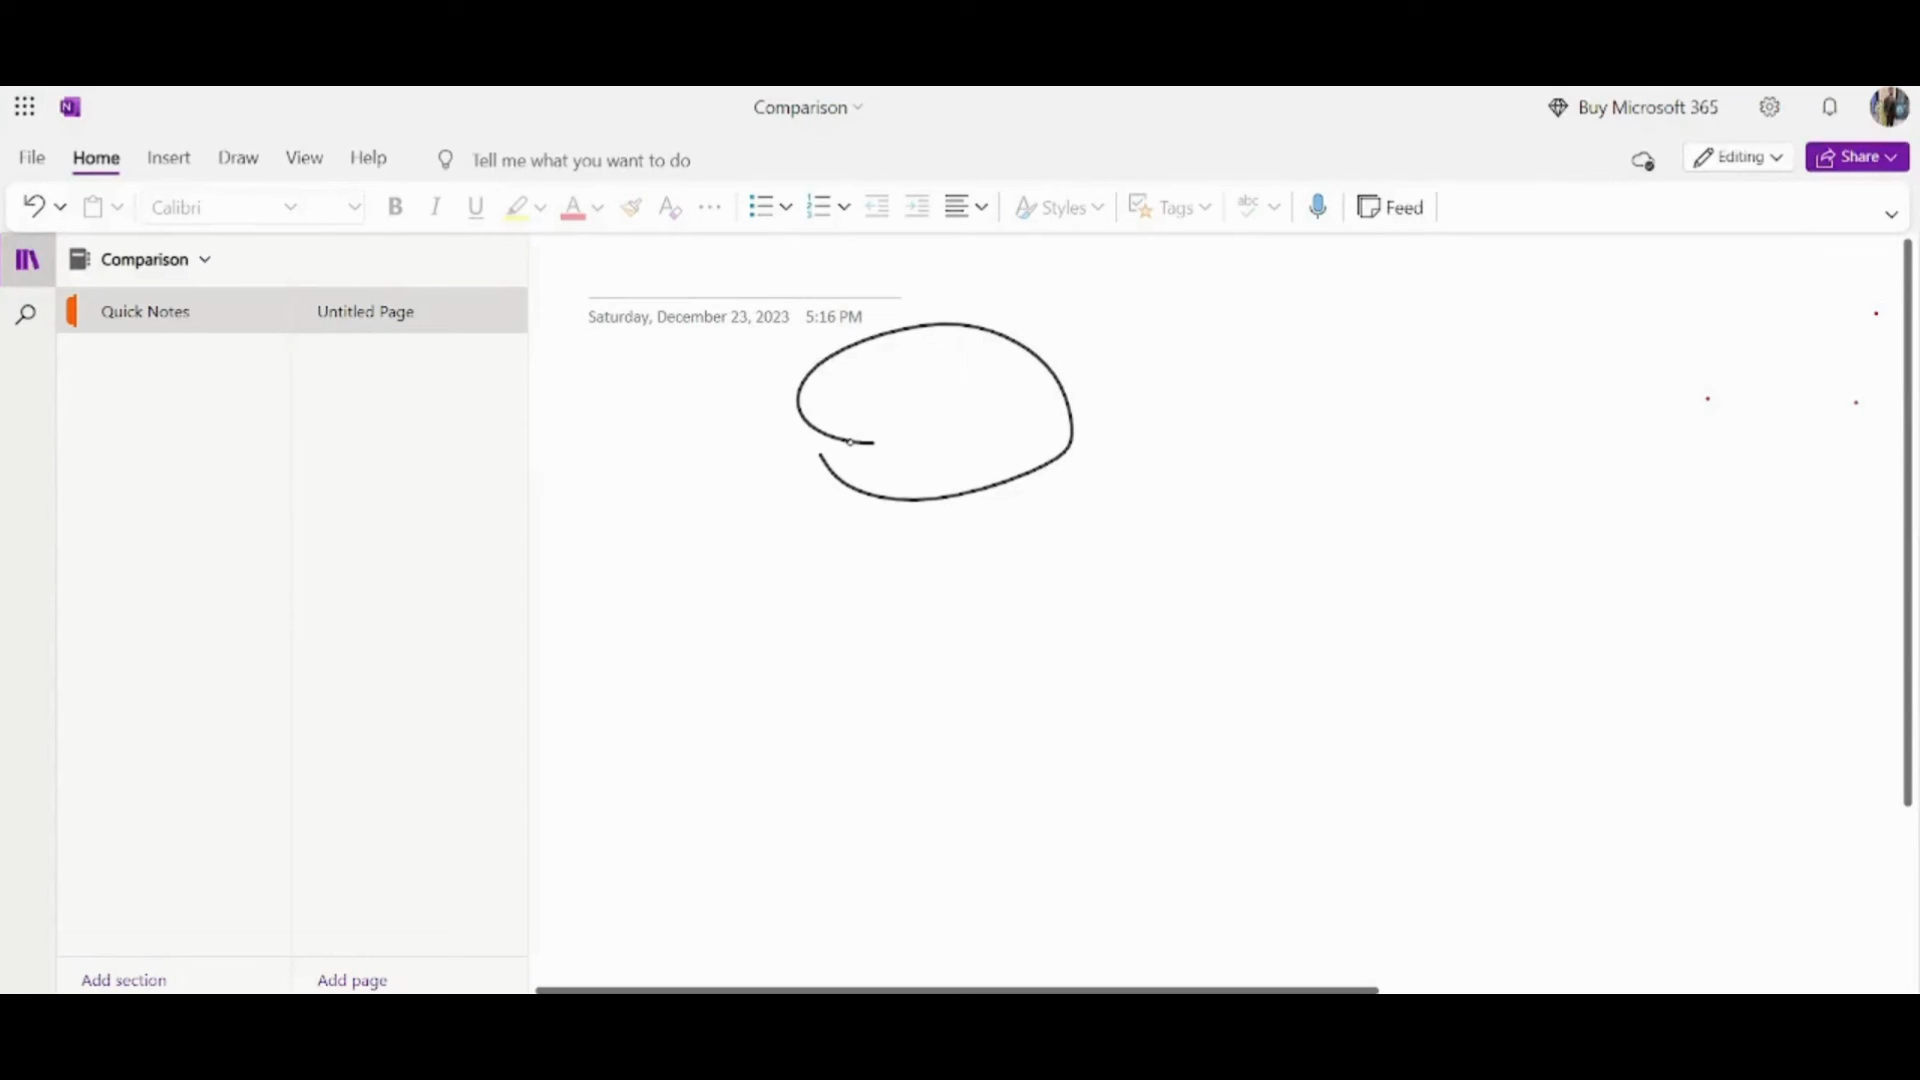 N
Comparison
Buy Microsoft 365
File Home Insert Draw View Help Tell me what you want to do
Editing
Share
Calibri
B I U A A
Styles
Tags
abc
Feed
Comparison
Quick Notes
Untitled Page
Saturday, December 23, 2023 5:16 PM
Add section
Add page